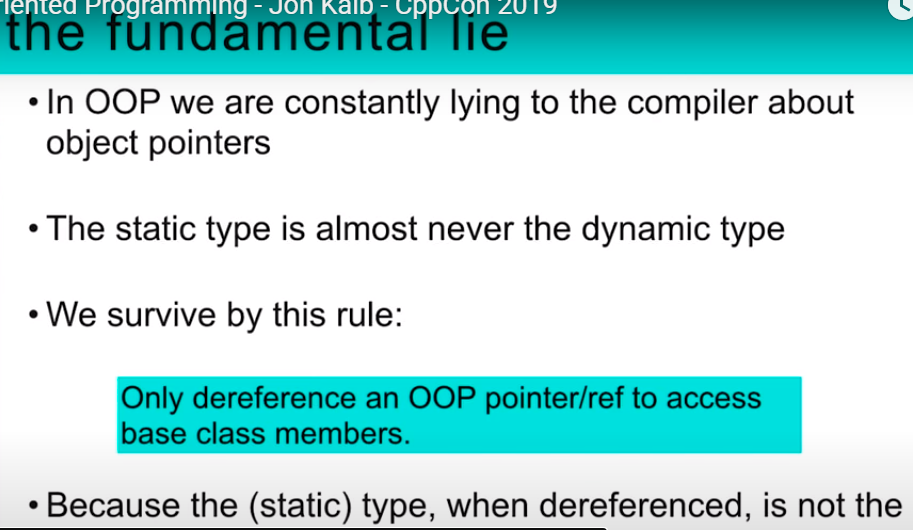 riented Programming - Jon Kalb - CppCon 2019
the fundamental lie
• In OOP we are constantly lying to the compiler about
object pointers
• The static type is almost never the dynamic type
• We survive by this rule:
Only dereference an OOP pointer/ref to access
base class members.
• Because the (static) type, when dereferenced, is not the